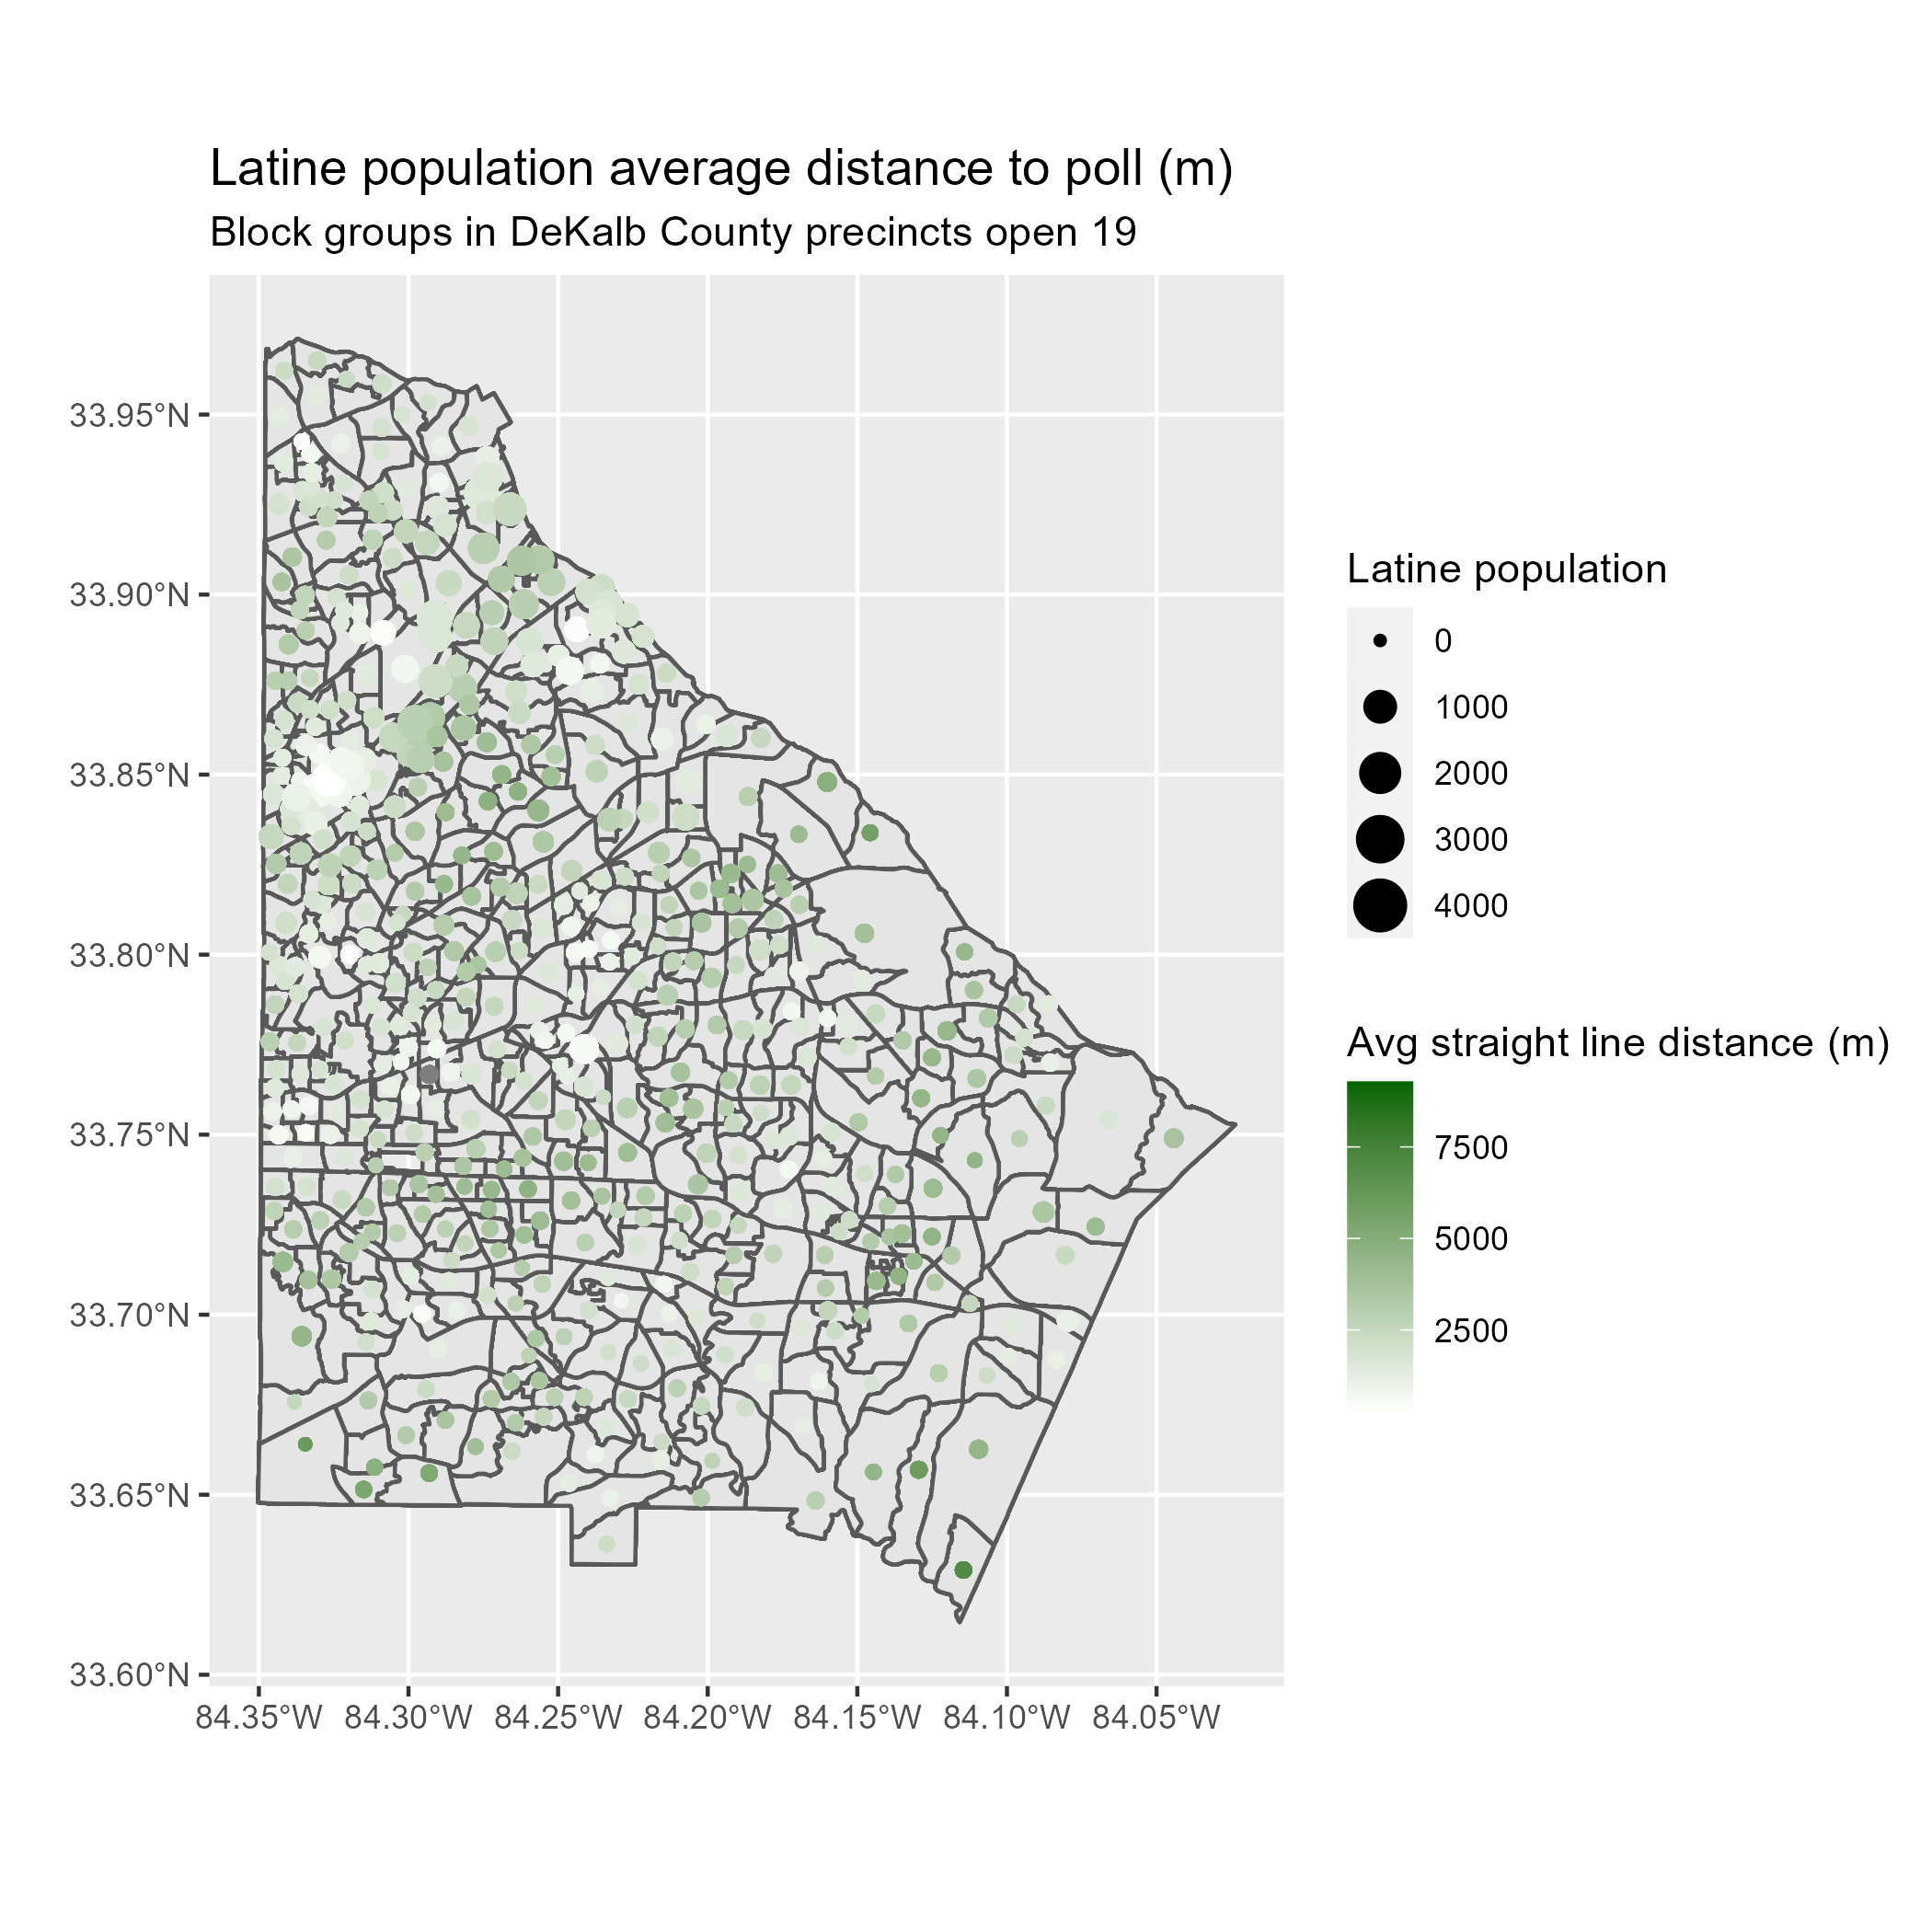 Latine population average distance to poll (m)
Block groups in DeKalb County precincts open 19
33.95°N
33.90°N
33.85°N
33.80°N
33.75°N
33.70°N
33.65°N
33.60°N
84.35°W 84.30°W 84.25°W 84.20°W 84.15°W 84.10°W 84.05°W
Latine population
0
1000
2000
3000
4000
Avg straight line distance (m)
7500
5000
2500